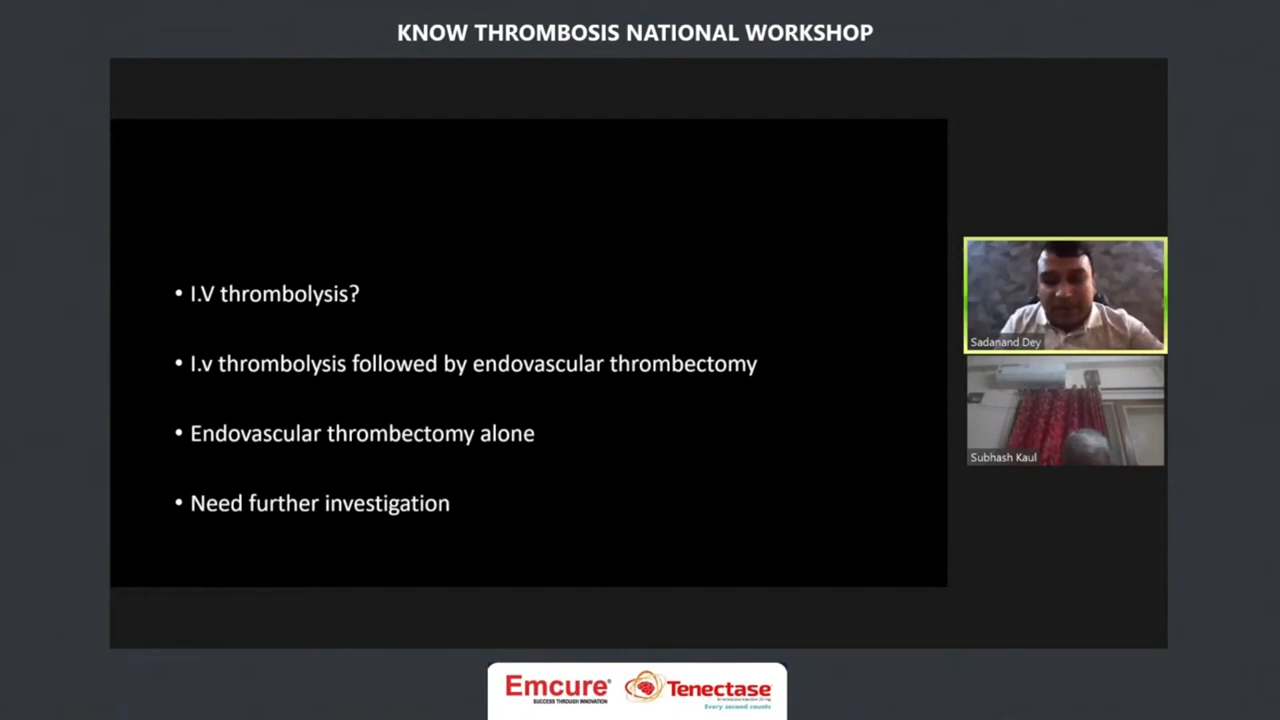 KNOW THROMBOSIS NATIONAL WORKSHOP
• I.V thrombolysis?
• I.v thrombolysis followed by endovascular thrombectomy
• Endovascular thrombectomy alone
• Need further investigation
Sadanand Dey
Subhash Kaul
Emcure®
SUCCESS THROUGH INNOVATION
Tenectase
Every second counts